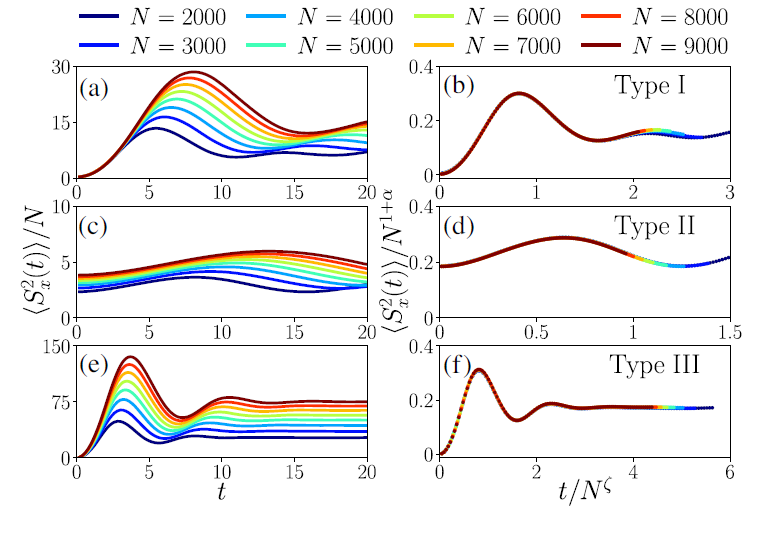 N = 2000 N = 4000 N = 6000 N = 8000
N = 3000 N = 5000 N = 7000 N = 9000
30 15 0
(a)
0 5 10 15 20
0.4 0.2 0
(b) Type I
0 1 2 3
10 5 0
(c)
0 5 10 15 20
0.4 0.2 0
(d) Type II
0 0.5 1 1.5
150 75 0
(e)
0 5 10 15 20
0.4 0.2 0
(f) Type III
0 2 4 6
⟨S_x^2(t)⟩/N
⟨S_x^2(t)⟩/N^{1+α}
t
t/N^ζ